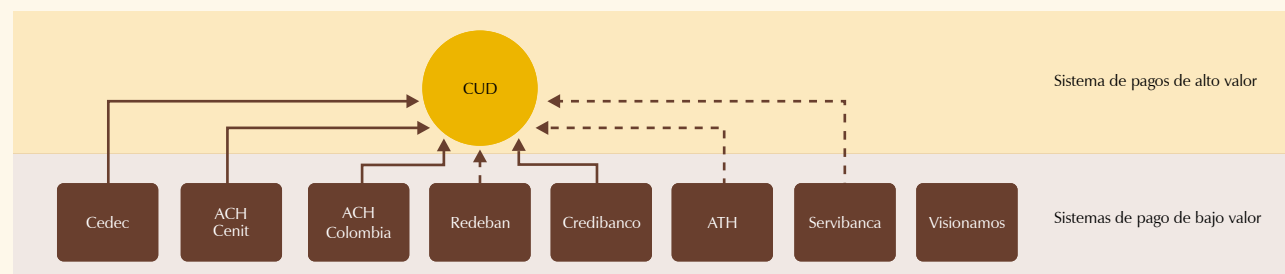 CUD
Sistema de pagos de alto valor
Cedec
ACH
Cenit
ACH
Colombia
Redeban
Credibanco
ATH
Servibanca
Visionamos
Sistemas de pago de bajo valor